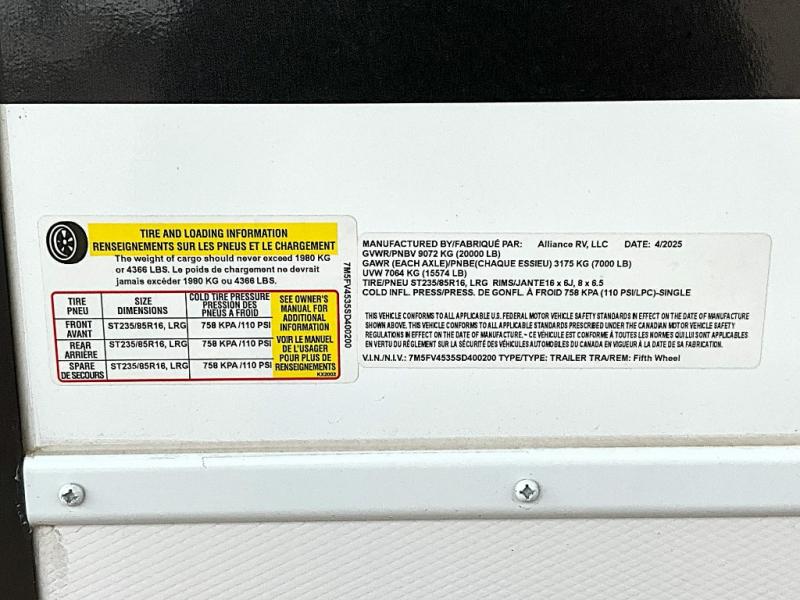 TIRE AND LOADING INFORMATION
RENSEIGNEMENTS SUR LES PNEUS ET LE CHARGEMENT
The weight of cargo should never exceed 1980 KG
or 4366 LBS. Le poids de chargement ne devrait
jamais excéder 1980 KG ou 4366 LBS.
TIRE
PNEU
SIZE
DIMENSIONS
COLD TIRE PRESSURE
PRESSION DES
PNEUS A FROID
SEE OWNER'S
MANUAL FOR
ADDITIONAL
INFORMATION
VOIR LE MANUEL
DE L'USAGER
POUR PLUS DE
RENSEIGNEMENTS
FRONT
AVANT
ST235/85R16, LRG
758 KPA /110 PSI
REAR
ARRIÈRE
ST235/85R16, LRG
758 KPA /110 PSI
SPARE
DE SECOURS
ST235/85R16, LRG
758 KPA /110 PSI
KX2003
7M5FV4535SD400200
MANUFACTURED BY/FABRIQUÉ PAR: Alliance RV, LLC DATE: 4/2025
GVWR/PNBV 9072 KG (20000 LB)
GAWR (EACH AXLE)/PNBE(CHAQUE ESSIEU) 3175 KG (7000 LB)
UVW 7064 KG (15574 LB)
TIRE/PNEU ST235/85R16, LRG RIMS/JANTE16 x 6J, 8 x 6.5
COLD INFL. PRESS/PRESS. DE GONFL. À FROID 758 KPA (110 PSI/LPC)-SINGLE
THIS VEHICLE CONFORMS TO ALL APPLICABLE U.S. FEDERAL MOTOR VEHICLE SAFETY STANDARDS IN EFFECT ON THE DATE OF MANUFACTURE
SHOWN ABOVE, THIS VEHICLE CONFORMS TO ALL APPLICABLE STANDARDS PRESCRIBED UNDER THE CANADIAN MOTOR VEHICLE SAFETY
REGULATIONS IN EFFECT ON THE DATE OF MANUFACTURE. - CE VÉHICULE EST CONFORME À TOUTES LES NORMES QUI LUI SONT APPLICABLES
EN VERTU DU RÉGLEMENT SUR LA SÉCURITÉ DES VÉHICULES AUTOMOBILES DU CANADA EN VIGUEUR À LA DATE DE SA FABRICATION.
V.I.N./N.I.V.: 7M5FV4535SD400200 TYPE/TYPE: TRAILER TRA/REM: Fifth Wheel